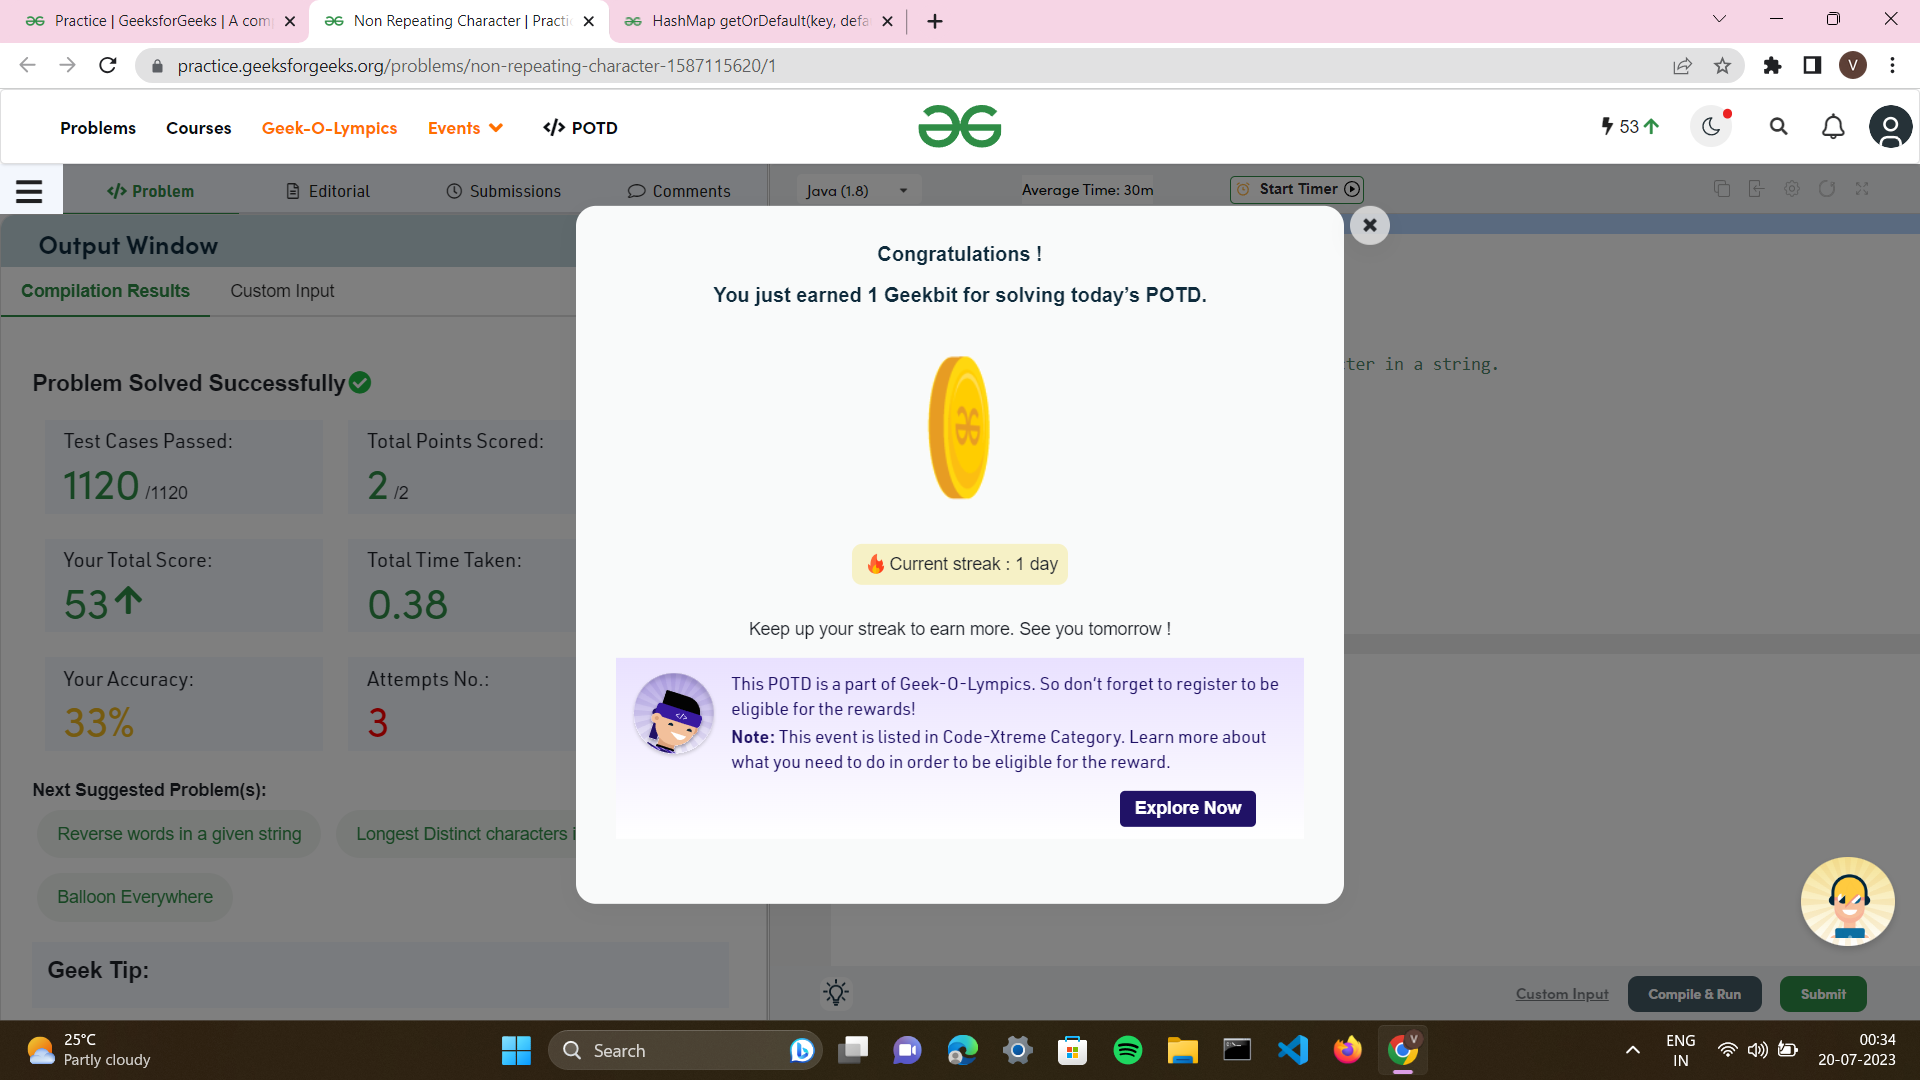 Practice | GeeksforGeeks | A com
Non Repeating Character | Practi
HashMap getOrDefault(key, defa
practice.geeksforgeeks.org/problems/non-repeating-character-1587115620/1
V
Problems
Courses
Geek-O-Lympics
Events
</> POTD
53
</> Problem
Editorial
Submissions
Comments
Java (1.8)
Average Time: 30m
Start Timer
Output Window
Compilation Results
Custom Input
Congratulations !
You just earned 1 Geekbit for solving today’s POTD.
cter in a string.
Problem Solved Successfully
Test Cases Passed:
1120 /1120
Total Points Scored:
2 /2
Your Total Score:
53
Total Time Taken:
0.38
Your Accuracy:
33%
Attempts No.:
3
Current streak : 1 day
Keep up your streak to earn more. See you tomorrow !
This POTD is a part of Geek-O-Lympics. So don’t forget to register to be
eligible for the rewards!
Note: This event is listed in Code-Xtreme Category. Learn more about
what you need to do in order to be eligible for the reward.
Explore Now
Next Suggested Problem(s):
Reverse words in a given string
Longest Distinct characters i
Balloon Everywhere
Geek Tip:
Custom Input
Compile & Run
Submit
25°C
Partly cloudy
Search
V
ENG
IN
00:34
20-07-2023